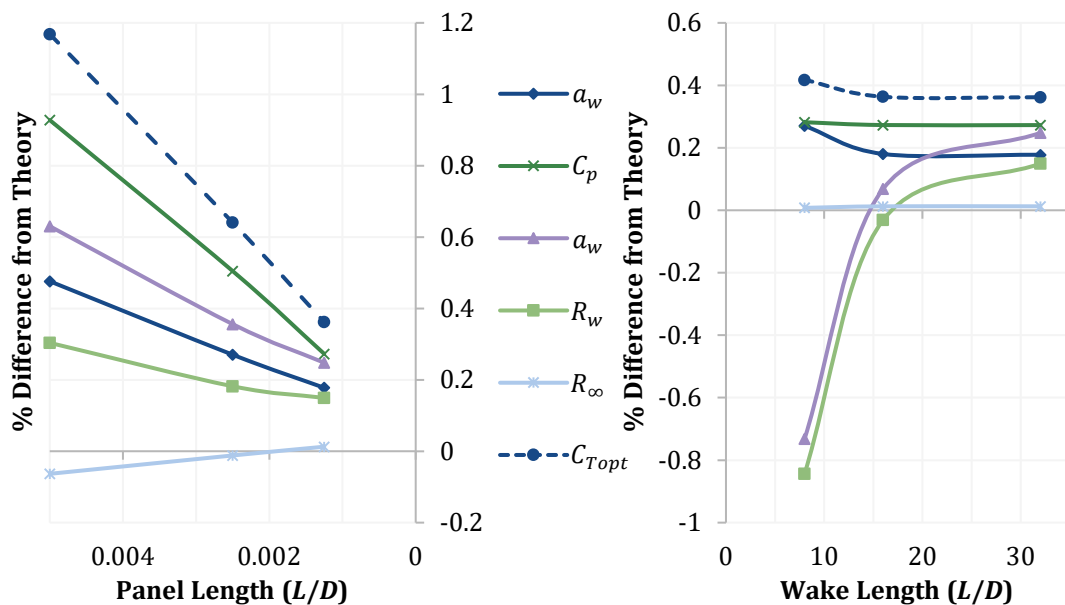 % Difference from Theory
1.2
1
0.8
0.6
0.4
0.2
0
-0.2
0.004
0.002
0
Panel Length (L/D)
a_w
C_p
a_w
R_w
R_∞
C_Topt
% Difference from Theory
0.6
0.4
0.2
0
-0.2
-0.4
-0.6
-0.8
-1
0
10
20
30
Wake Length (L/D)